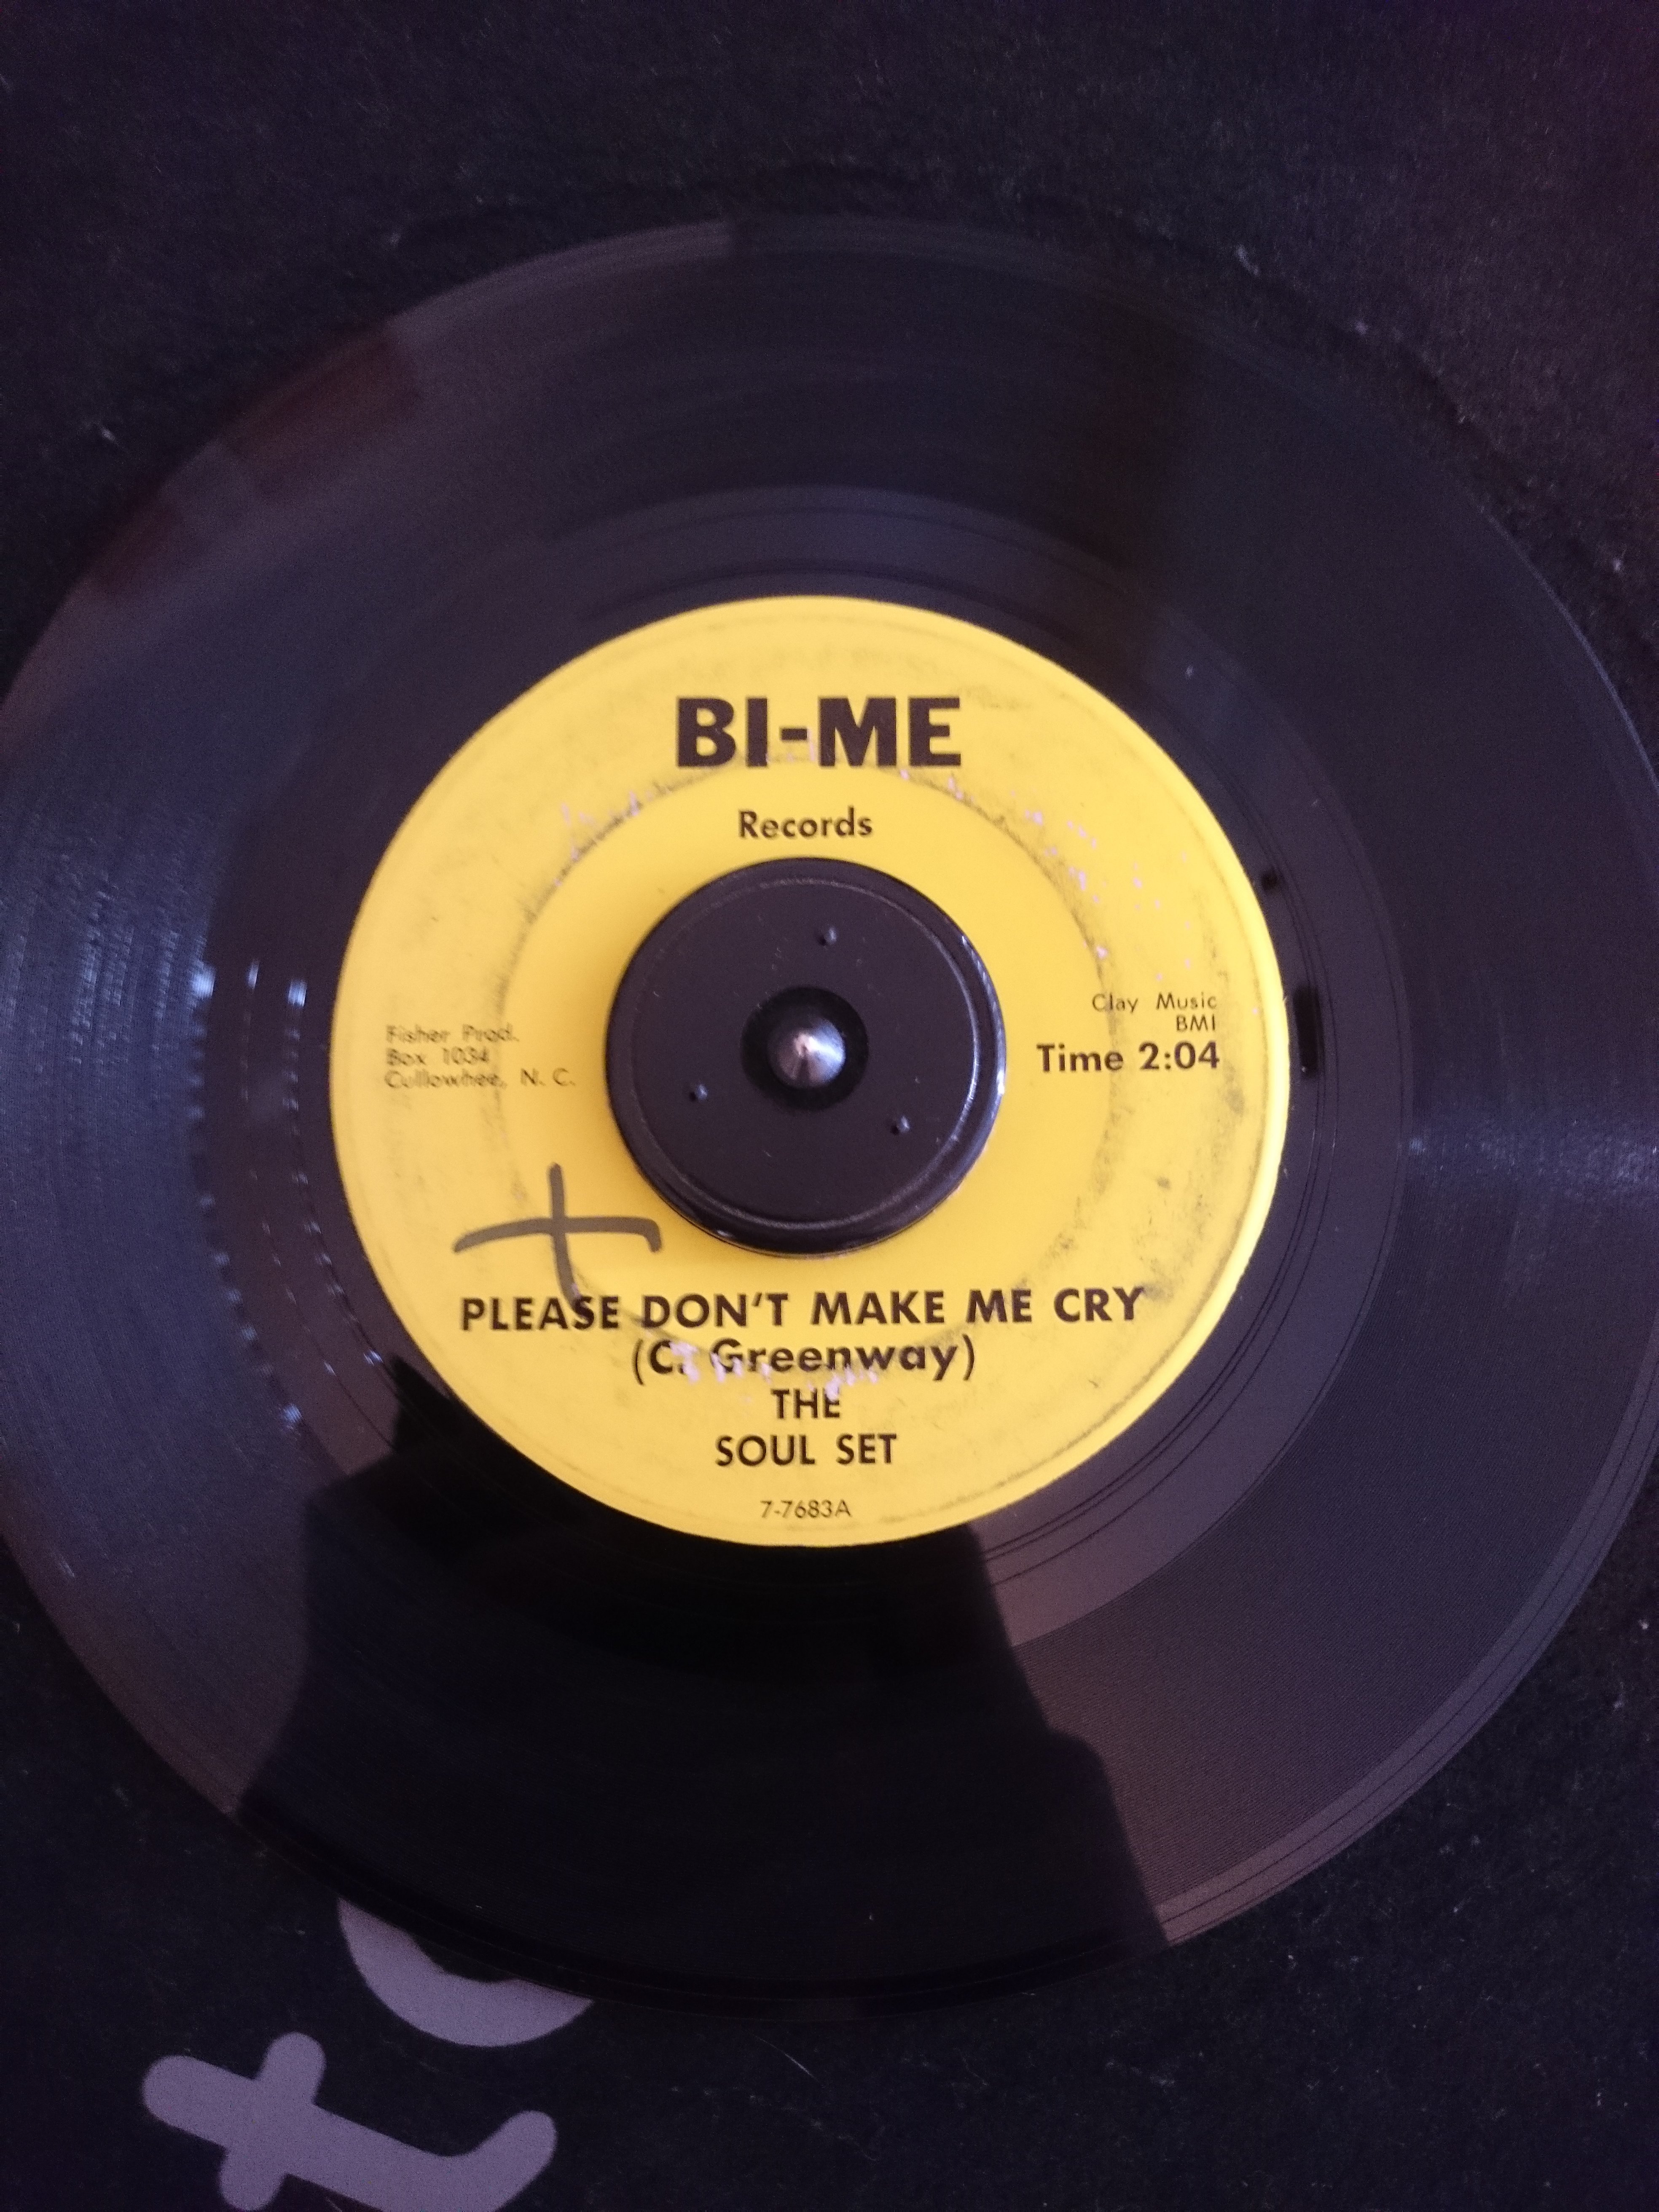 BI-ME
Records
Fisher Prod.
Box 1034
Cullowhee, N. C.
Clay Music
BMI
Time 2:04
PLEASE DON'T MAKE ME CRY
(C. Greenway)
THE
SOUL SET
7-7683A